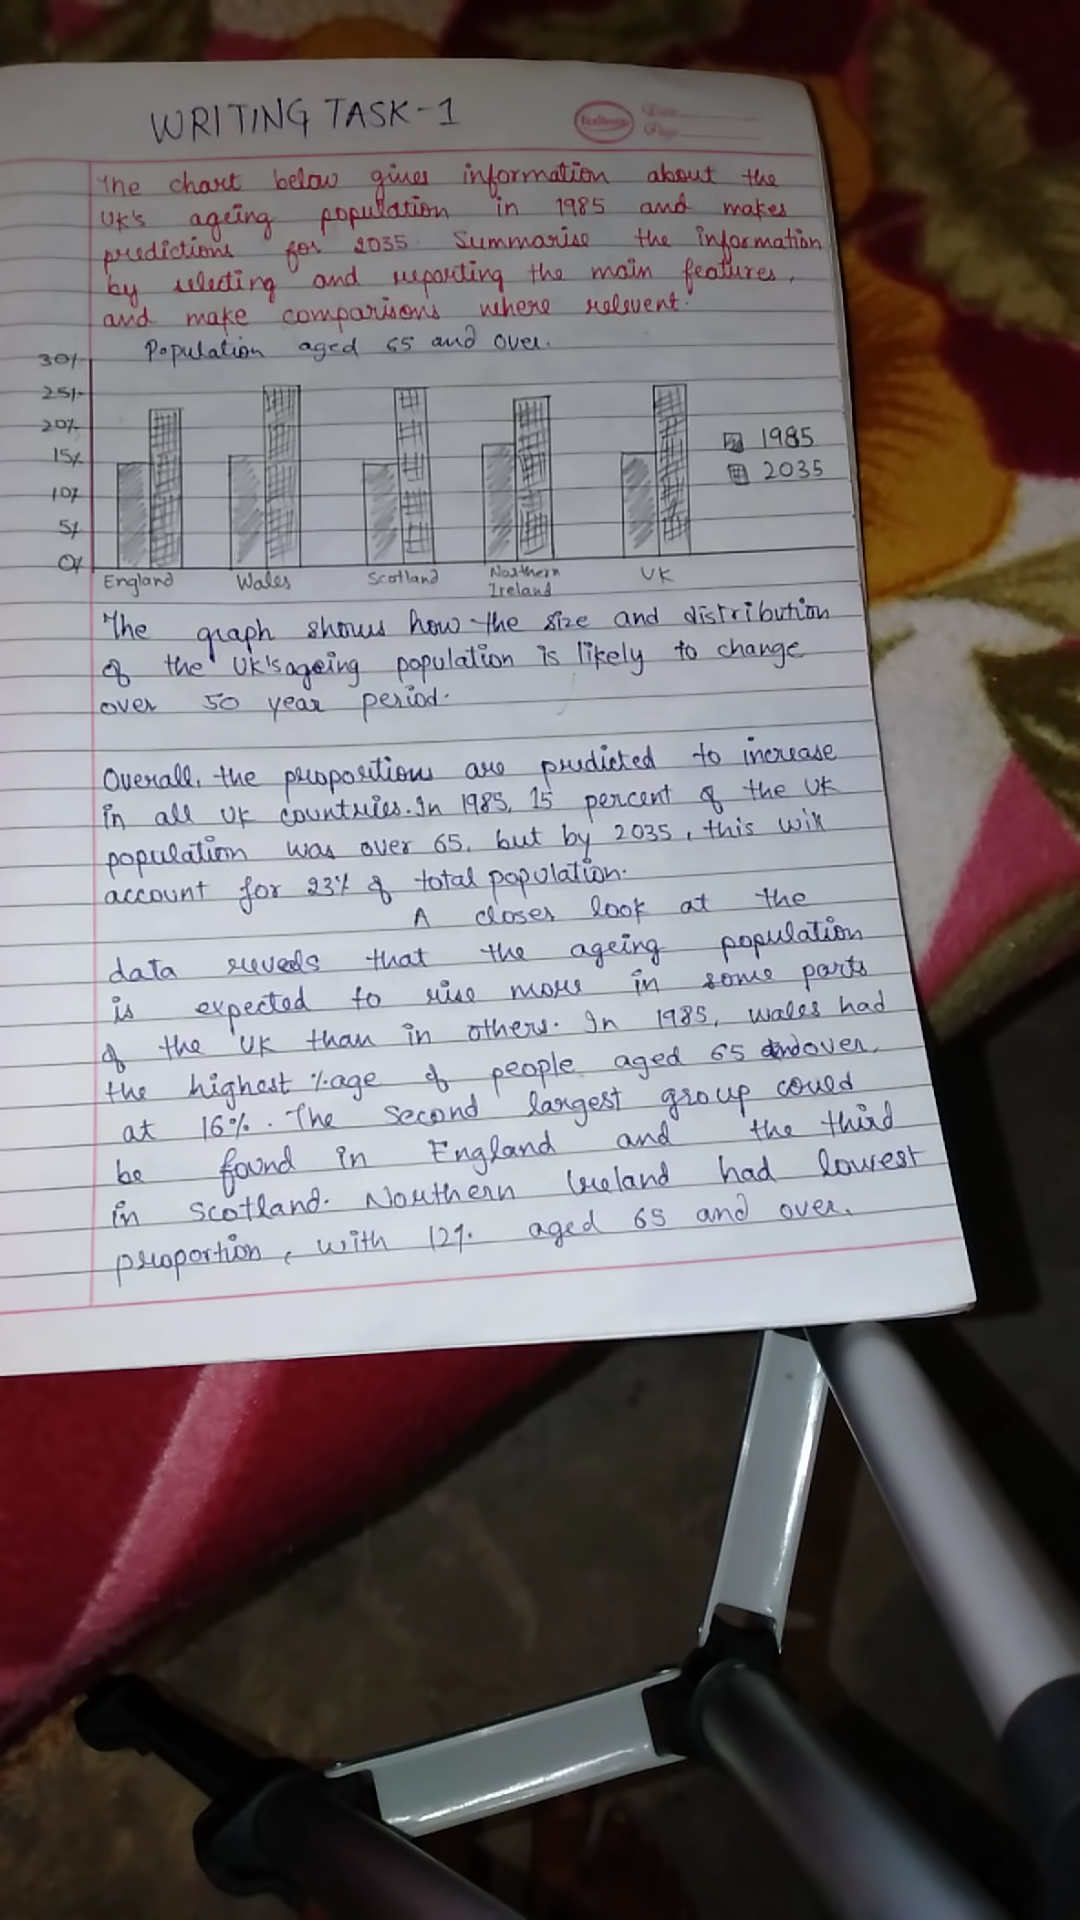 WRITING TASK-1
Feelings
Date
Page
The chart below gives information about the
UK's ageing population in 1985 and makes
predictions for 2035. Summarise the information
by selecting and reporting the main features,
and make comparisons where relevent.
Population aged 65 and over.
30%
25%
20%
15%
10%
5%
0%
1985
2035
England
Wales
Scotland
Northern
Ireland
UK
The graph shows how the size and distribution
of the UK's ageing population is likely to change
over 50 year period.
Overall, the proportions are predicted to increase
in all UK countries. In 1985, 15 percent of the UK
population was over 65, but by 2035, this will
account for 23% of total population.
A closer look at the
data reveals that the ageing population
is expected to rise more in some parts
of the UK than in others. In 1985, wales had
the highest %age of people aged 65 and over,
at 16%. The second largest group could
be found in England and the third
in Scotland. Northern Ireland had lowest
proportion, with 12% aged 65 and over.